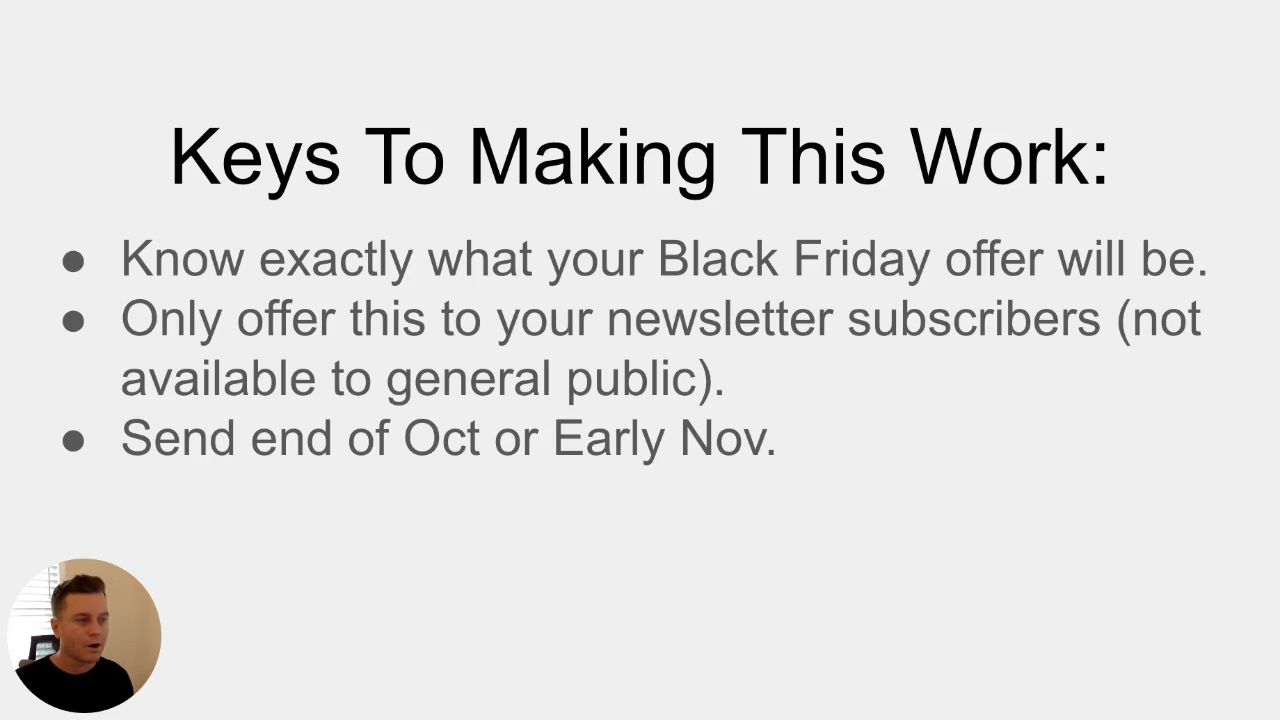 Keys To Making This Work:
● Know exactly what your Black Friday offer will be.
● Only offer this to your newsletter subscribers (not
available to general public).
● Send end of Oct or Early Nov.